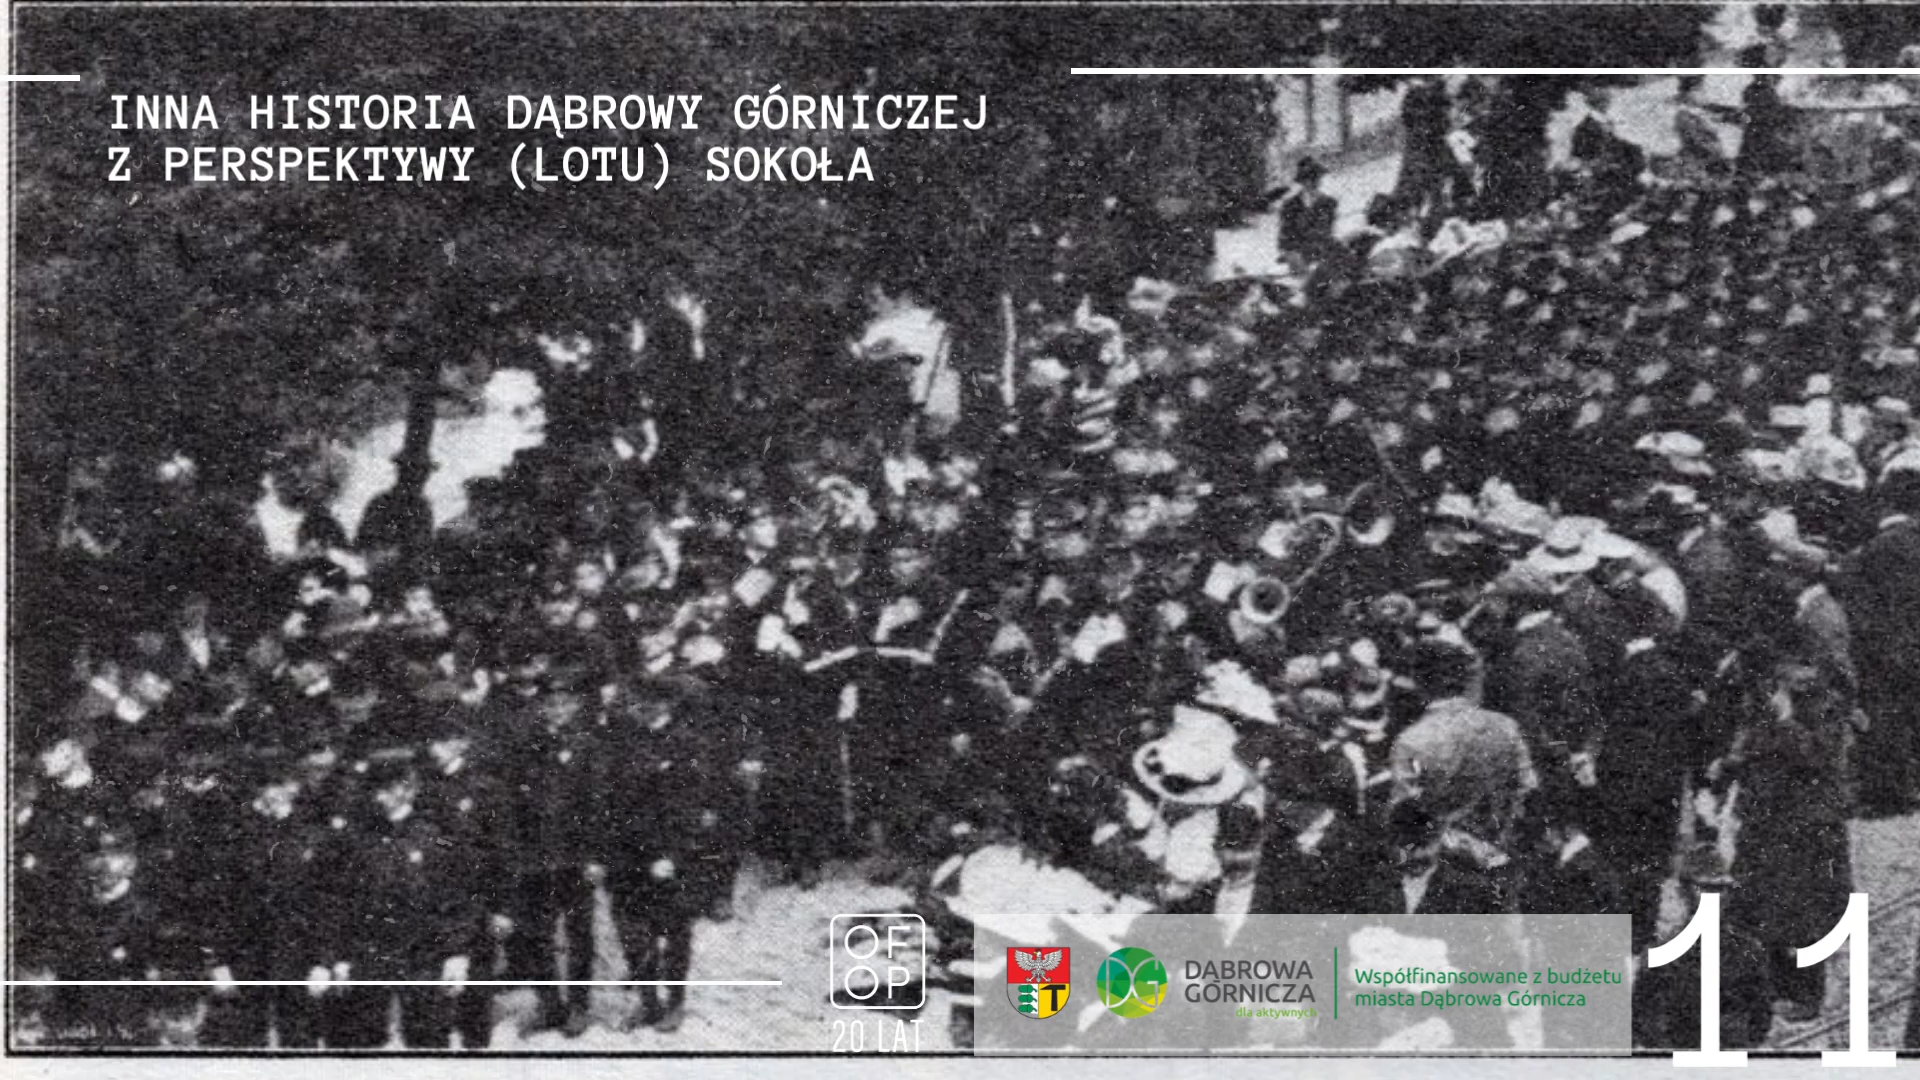 INNA HISTORIA DĄBROWY GÓRNICZEJ
Z PERSPEKTYWY (LOTU) SOKOŁA
OF
OP
20 LAT
DG
DĄBROWA
GÓRNICZA
dla aktywnych
Współfinansowane z budżetu
miasta Dąbrowa Górnicza
11